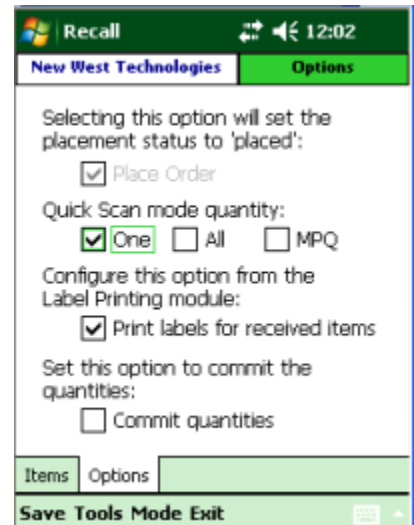 Recall 12:02
New West Technologies Options
Selecting this option will set the
placement status to 'placed':
Place Order
Quick Scan mode quantity:
One All MPQ
Configure this option from the
Label Printing module:
Print labels for received items
Set this option to commit the
quantities:
Commit quantities
Items Options
Save Tools Mode Exit